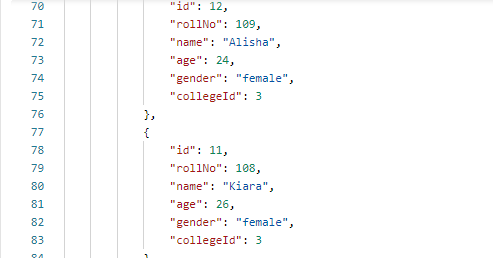 70 "id": 12,
71 "rollNo": 109,
72 "name": "Alisha",
73 "age": 24,
74 "gender": "female",
75 "collegeId": 3
76 },
77 {
78 "id": 11,
79 "rollNo": 108,
80 "name": "Kiara",
81 "age": 26,
82 "gender": "female",
83 "collegeId": 3
84 }